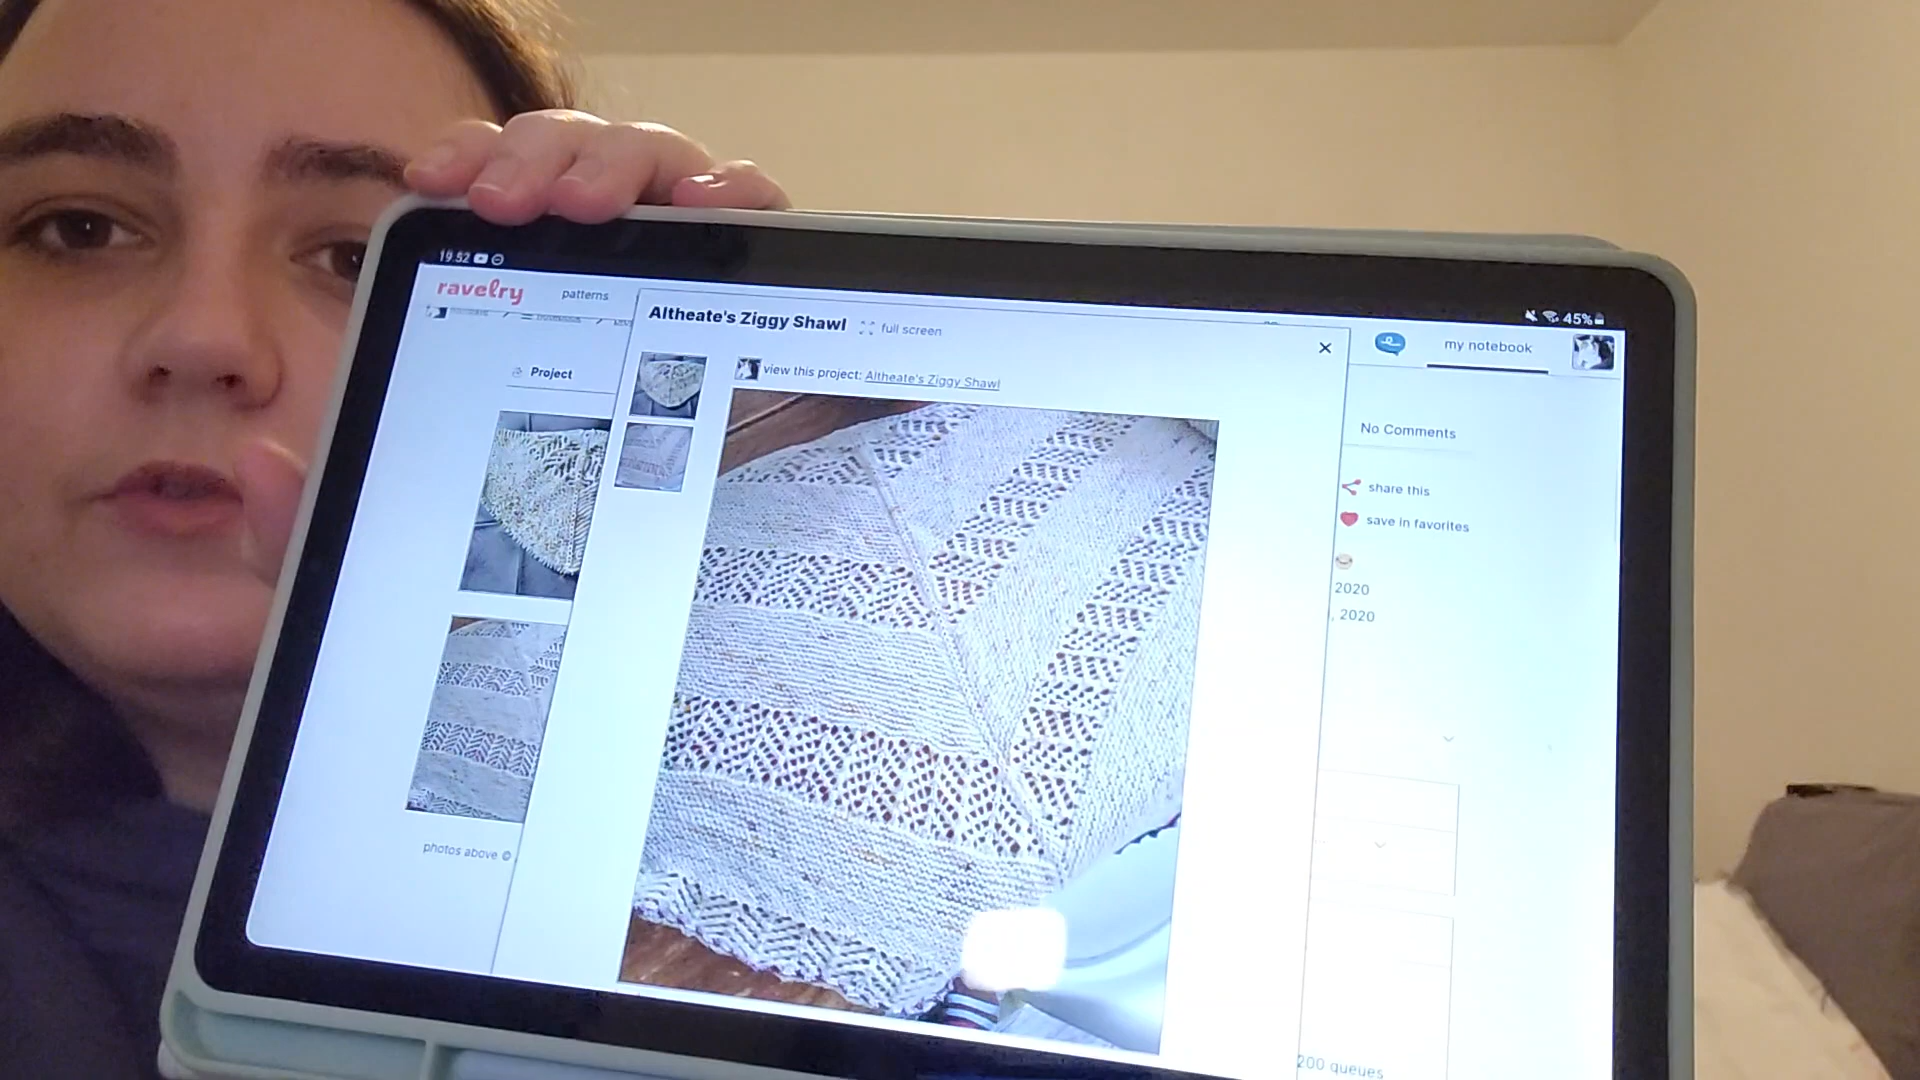 19.52
45%
ravelry
patterns
my notebook
Altheate's Ziggy Shawl
full screen
view this project: Altheate's Ziggy Shawl
Project
No Comments
share this
save in favorites
2020
, 2020
photos above ©
200 queues